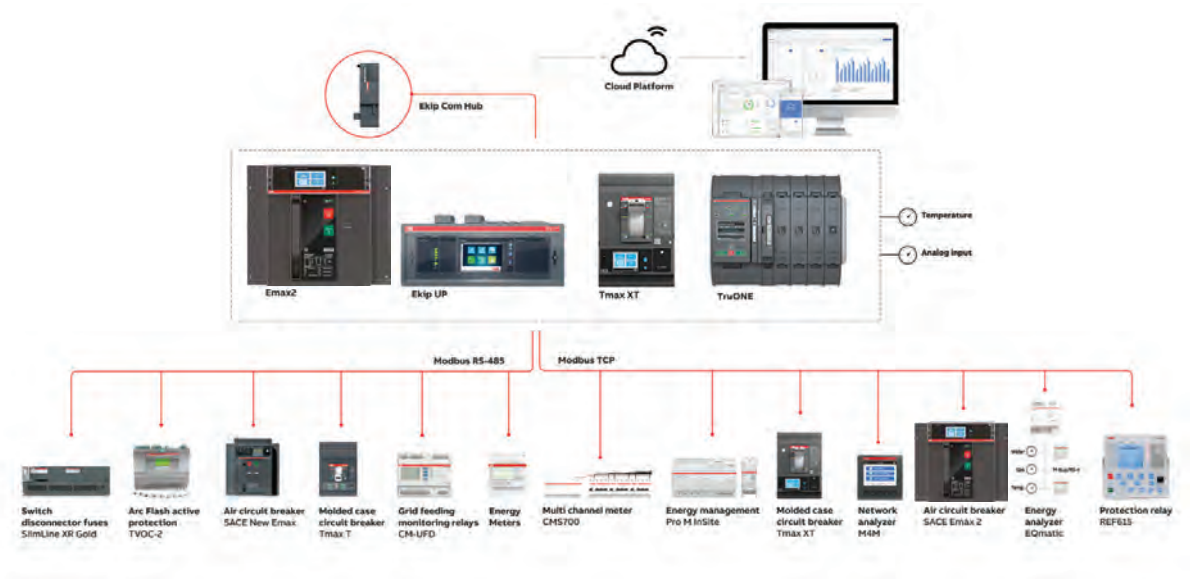 Cloud Platform
Ekip Com Hub
Temperature
Analog input
Emax2
Ekip UP
Tmax XT
TruONE
Modbus RS-485
Modbus TCP
Switch
disconnector fuses
SlimLine XR Gold
Arc Flash active
protection
TVOC-2
Air circuit breaker
SACE New Emax
Molded case
circuit breaker
Tmax T
Grid feeding
monitoring relays
CM-UFD
Energy
Meters
Multi channel meter
CMS700
Energy management
Pro M InSite
Molded case
circuit breaker
Tmax XT
Network
analyzer
M4M
Air circuit breaker
SACE Emax 2
Water
Gas
Temp.
Energy
analyzer
EQmatic
Protection relay
REF615